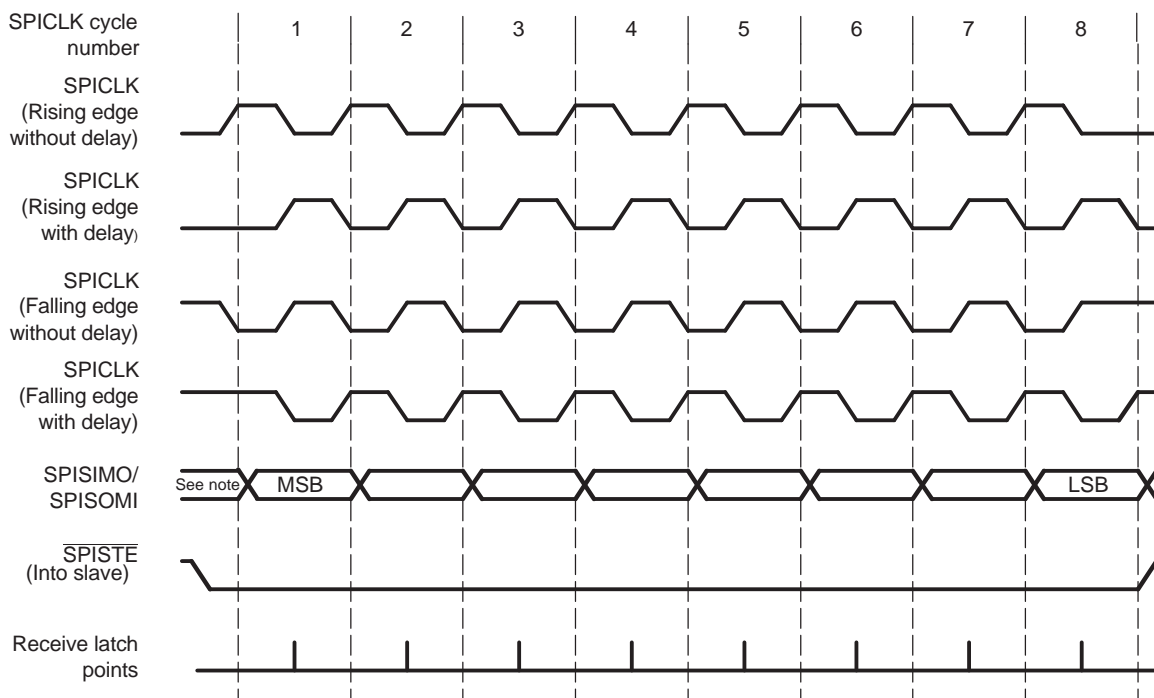 SPICLK cycle
number
1 2 3 4 5 6 7 8
SPICLK
(Rising edge
without delay)
SPICLK
(Rising edge
with delay)
SPICLK
(Falling edge
without delay)
SPICLK
(Falling edge
with delay)
SPISIMO/
SPISOMI
See note MSB LSB
SPISTE
(Into slave)
Receive latch
points